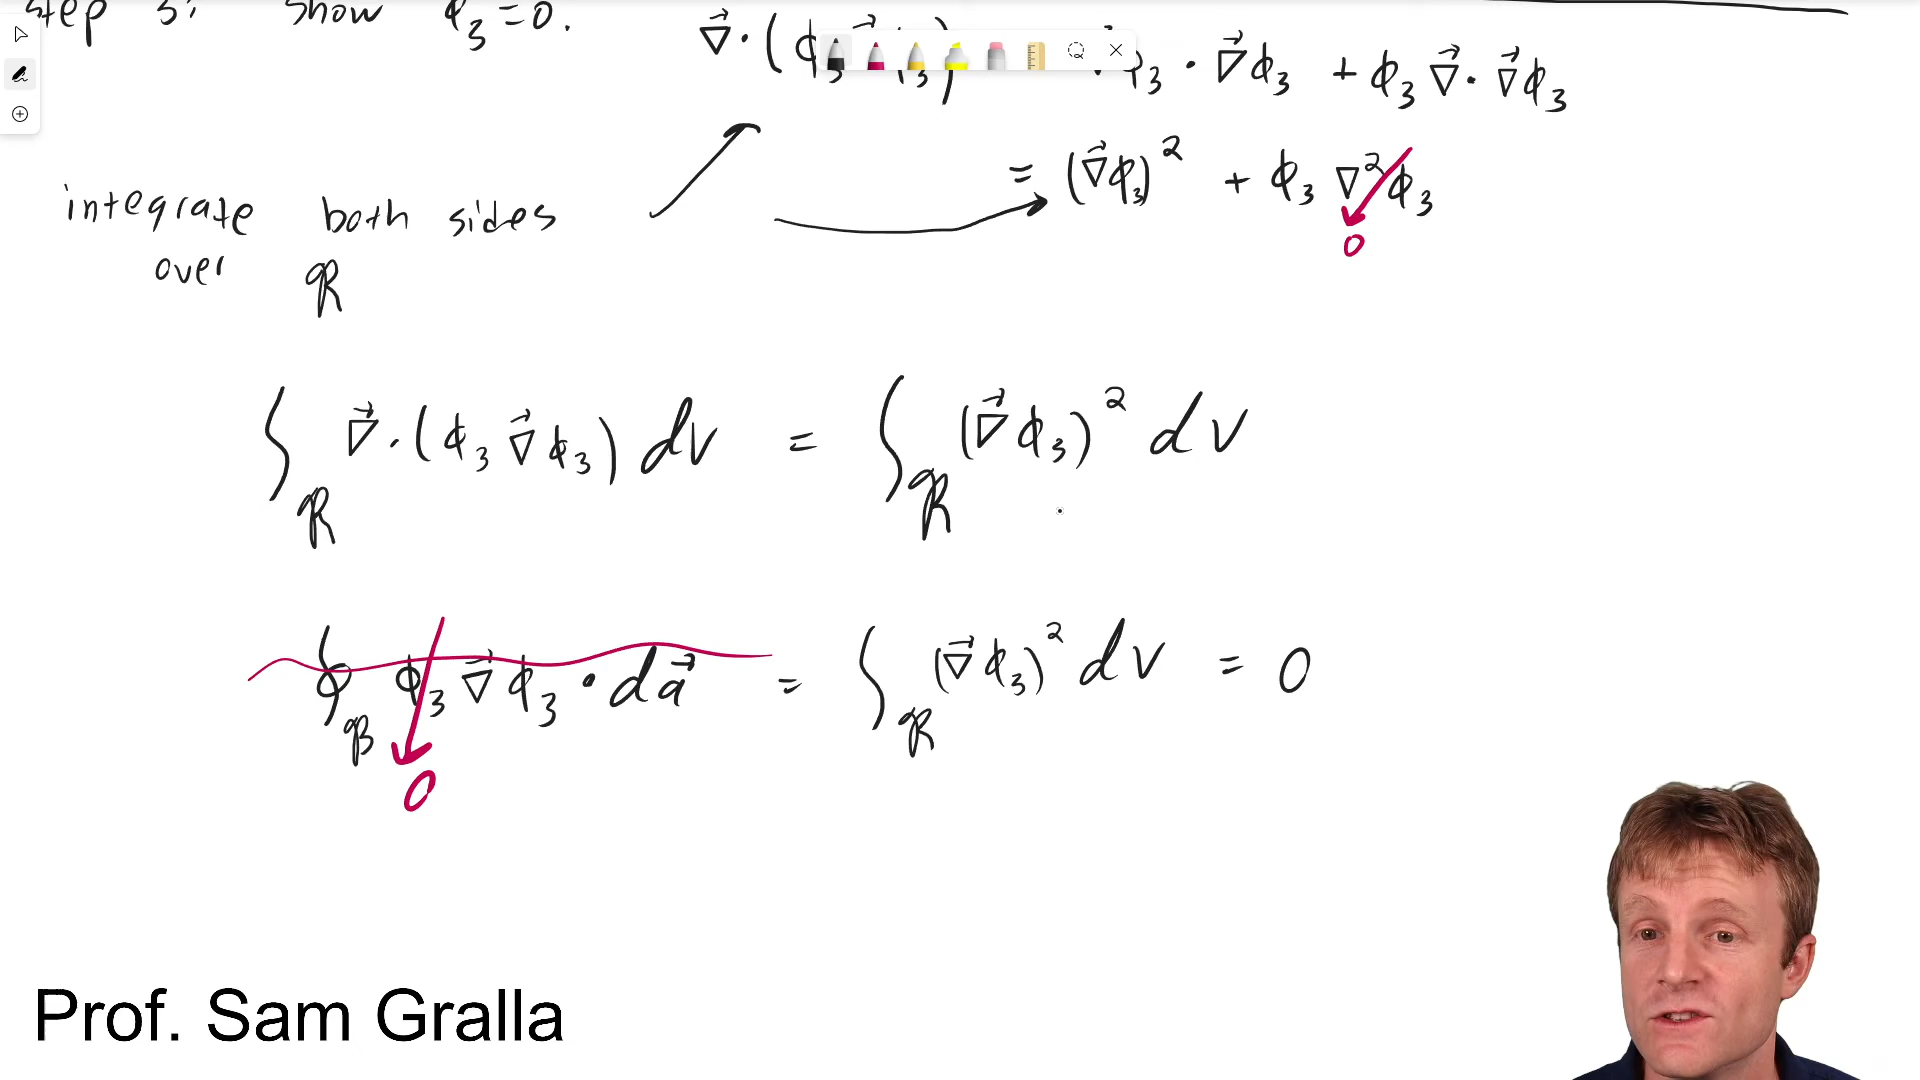 step 3: show ϕ₃ = 0.
∇⃗ · (ϕ₃ ϕ₃ · ∇⃗ϕ₃ + ϕ₃ ∇⃗ · ∇⃗ϕ₃
= (∇⃗ϕ₃)² + ϕ₃ ∇²ϕ₃
0
integrate both sides
over R
∫_R ∇⃗ · (ϕ₃ ∇⃗ϕ₃) dV = ∫_R (∇⃗ϕ₃)² dV
∮_B ϕ₃ ∇⃗ϕ₃ · da⃗ = ∫_R (∇⃗ϕ₃)² dV = 0
0
Prof. Sam Gralla